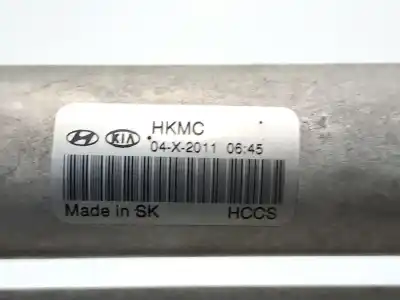 HKMC
KIA
04-X-2011 06:45
Made in SK HCCS